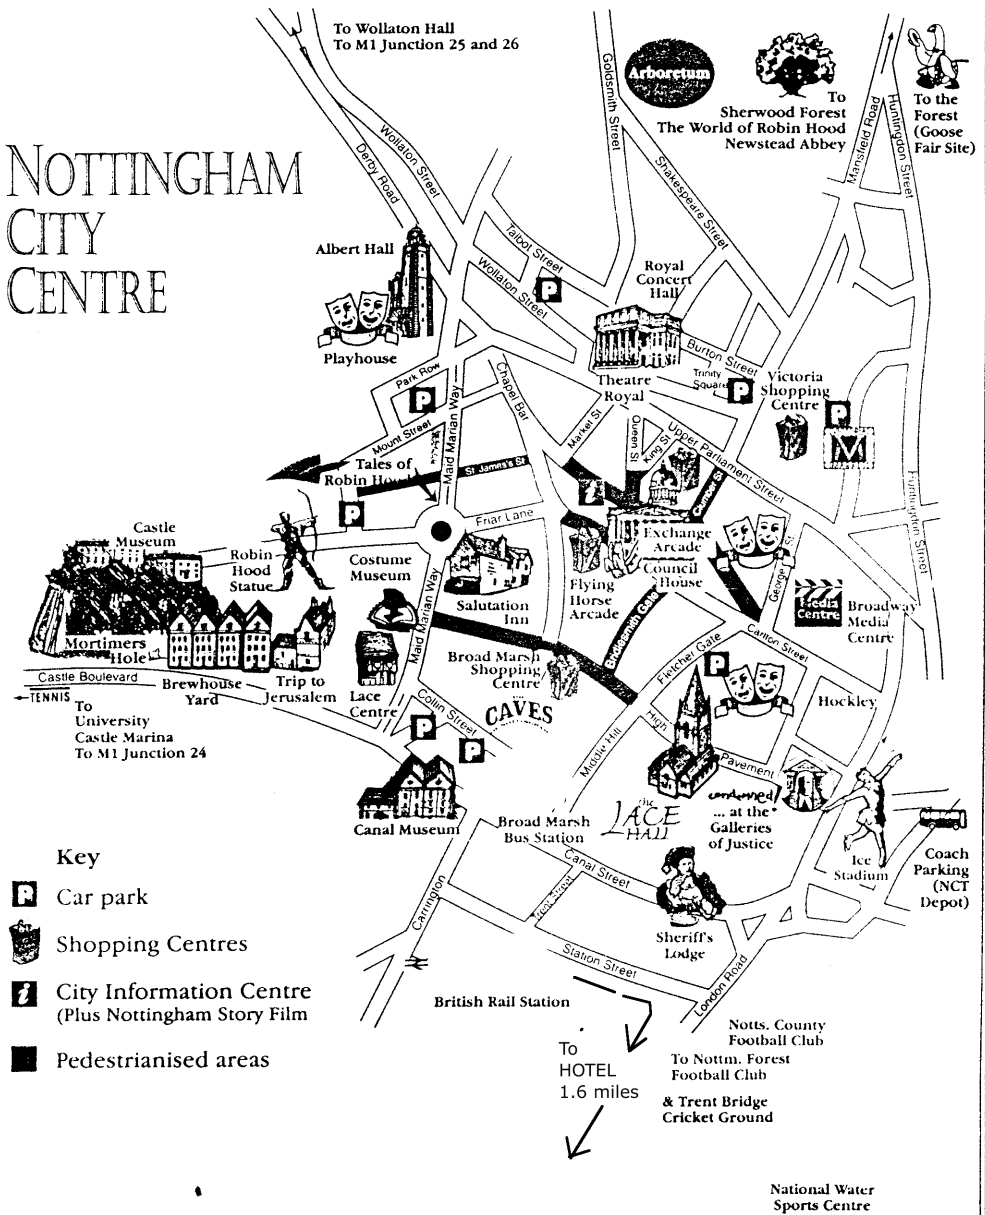 To Wollaton Hall
To M1 Junction 25 and 26
NOTTINGHAM
CITY
CENTRE
Goldsmith Street
Arboretum
To
Sherwood Forest
The World of Robin Hood
Newstead Abbey
Mansfield Road
Huntingdon Street
To the
Forest
(Goose
Fair Site)
Wollaton Street
Derby Road
Shakespeare Street
Albert Hall
Talbot Street
Wollaton Street
P
Royal
Concert
Hall
Playhouse
Burton Street
Trinity
Square
P
Theatre
Royal
Victoria
Shopping
Centre
P
Park Row
P
Chapel Bar
Maid Marian Way
Mount Street
Market St
Queen St
King St
Upper Parliament Street
Clumber St
St James's St
Tales of
Robin Hood
P
Friar Lane
i
Huntingdon Street
Castle
Museum
Robin
Hood
Statue
Costume
Museum
Salutation
Inn
Flying
Horse
Arcade
Exchange
Arcade
Council
House
George St
Media
Centre
Broadway
Media
Centre
Maid Marian Way
Bridlesmith Gate
Carlton Street
Mortimers
Hole
Castle Boulevard
TENNIS
Brewhouse
Yard
Trip to
Jerusalem
Lace
Centre
Broad Marsh
Shopping
Centre
Fletcher Gate
P
Hockley
To
University
Castle Marina
To M1 Junction 24
Collin Street
P
P
CAVES
High
Pavement
Middle Hill
Canal Museum
the
LACE
HALL
condemned
... at the
Galleries
of Justice
Broad Marsh
Bus Station
Ice
Stadium
Coach
Parking
(NCT
Depot)
Key
P Car park
Shopping Centres
i City Information Centre
(Plus Nottingham Story Film
Pedestrianised areas
Canal Street
Trent Street
Carrington
Sheriff's
Lodge
Station Street
London Road
British Rail Station
Notts. County
Football Club
To
HOTEL
1.6 miles
To Nottm. Forest
Football Club
& Trent Bridge
Cricket Ground
National Water
Sports Centre